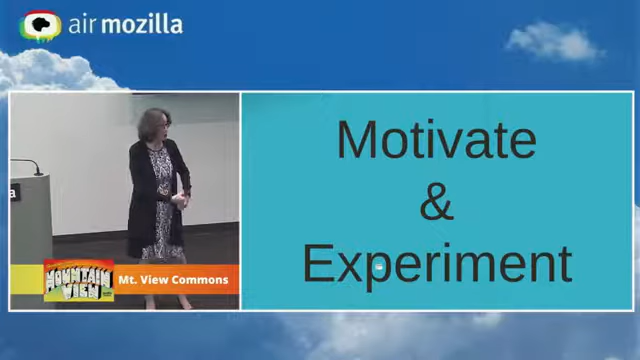 air mozilla
Motivate
&
Experiment
a
MOUNTAIN
VIEW
Mt. View Commons